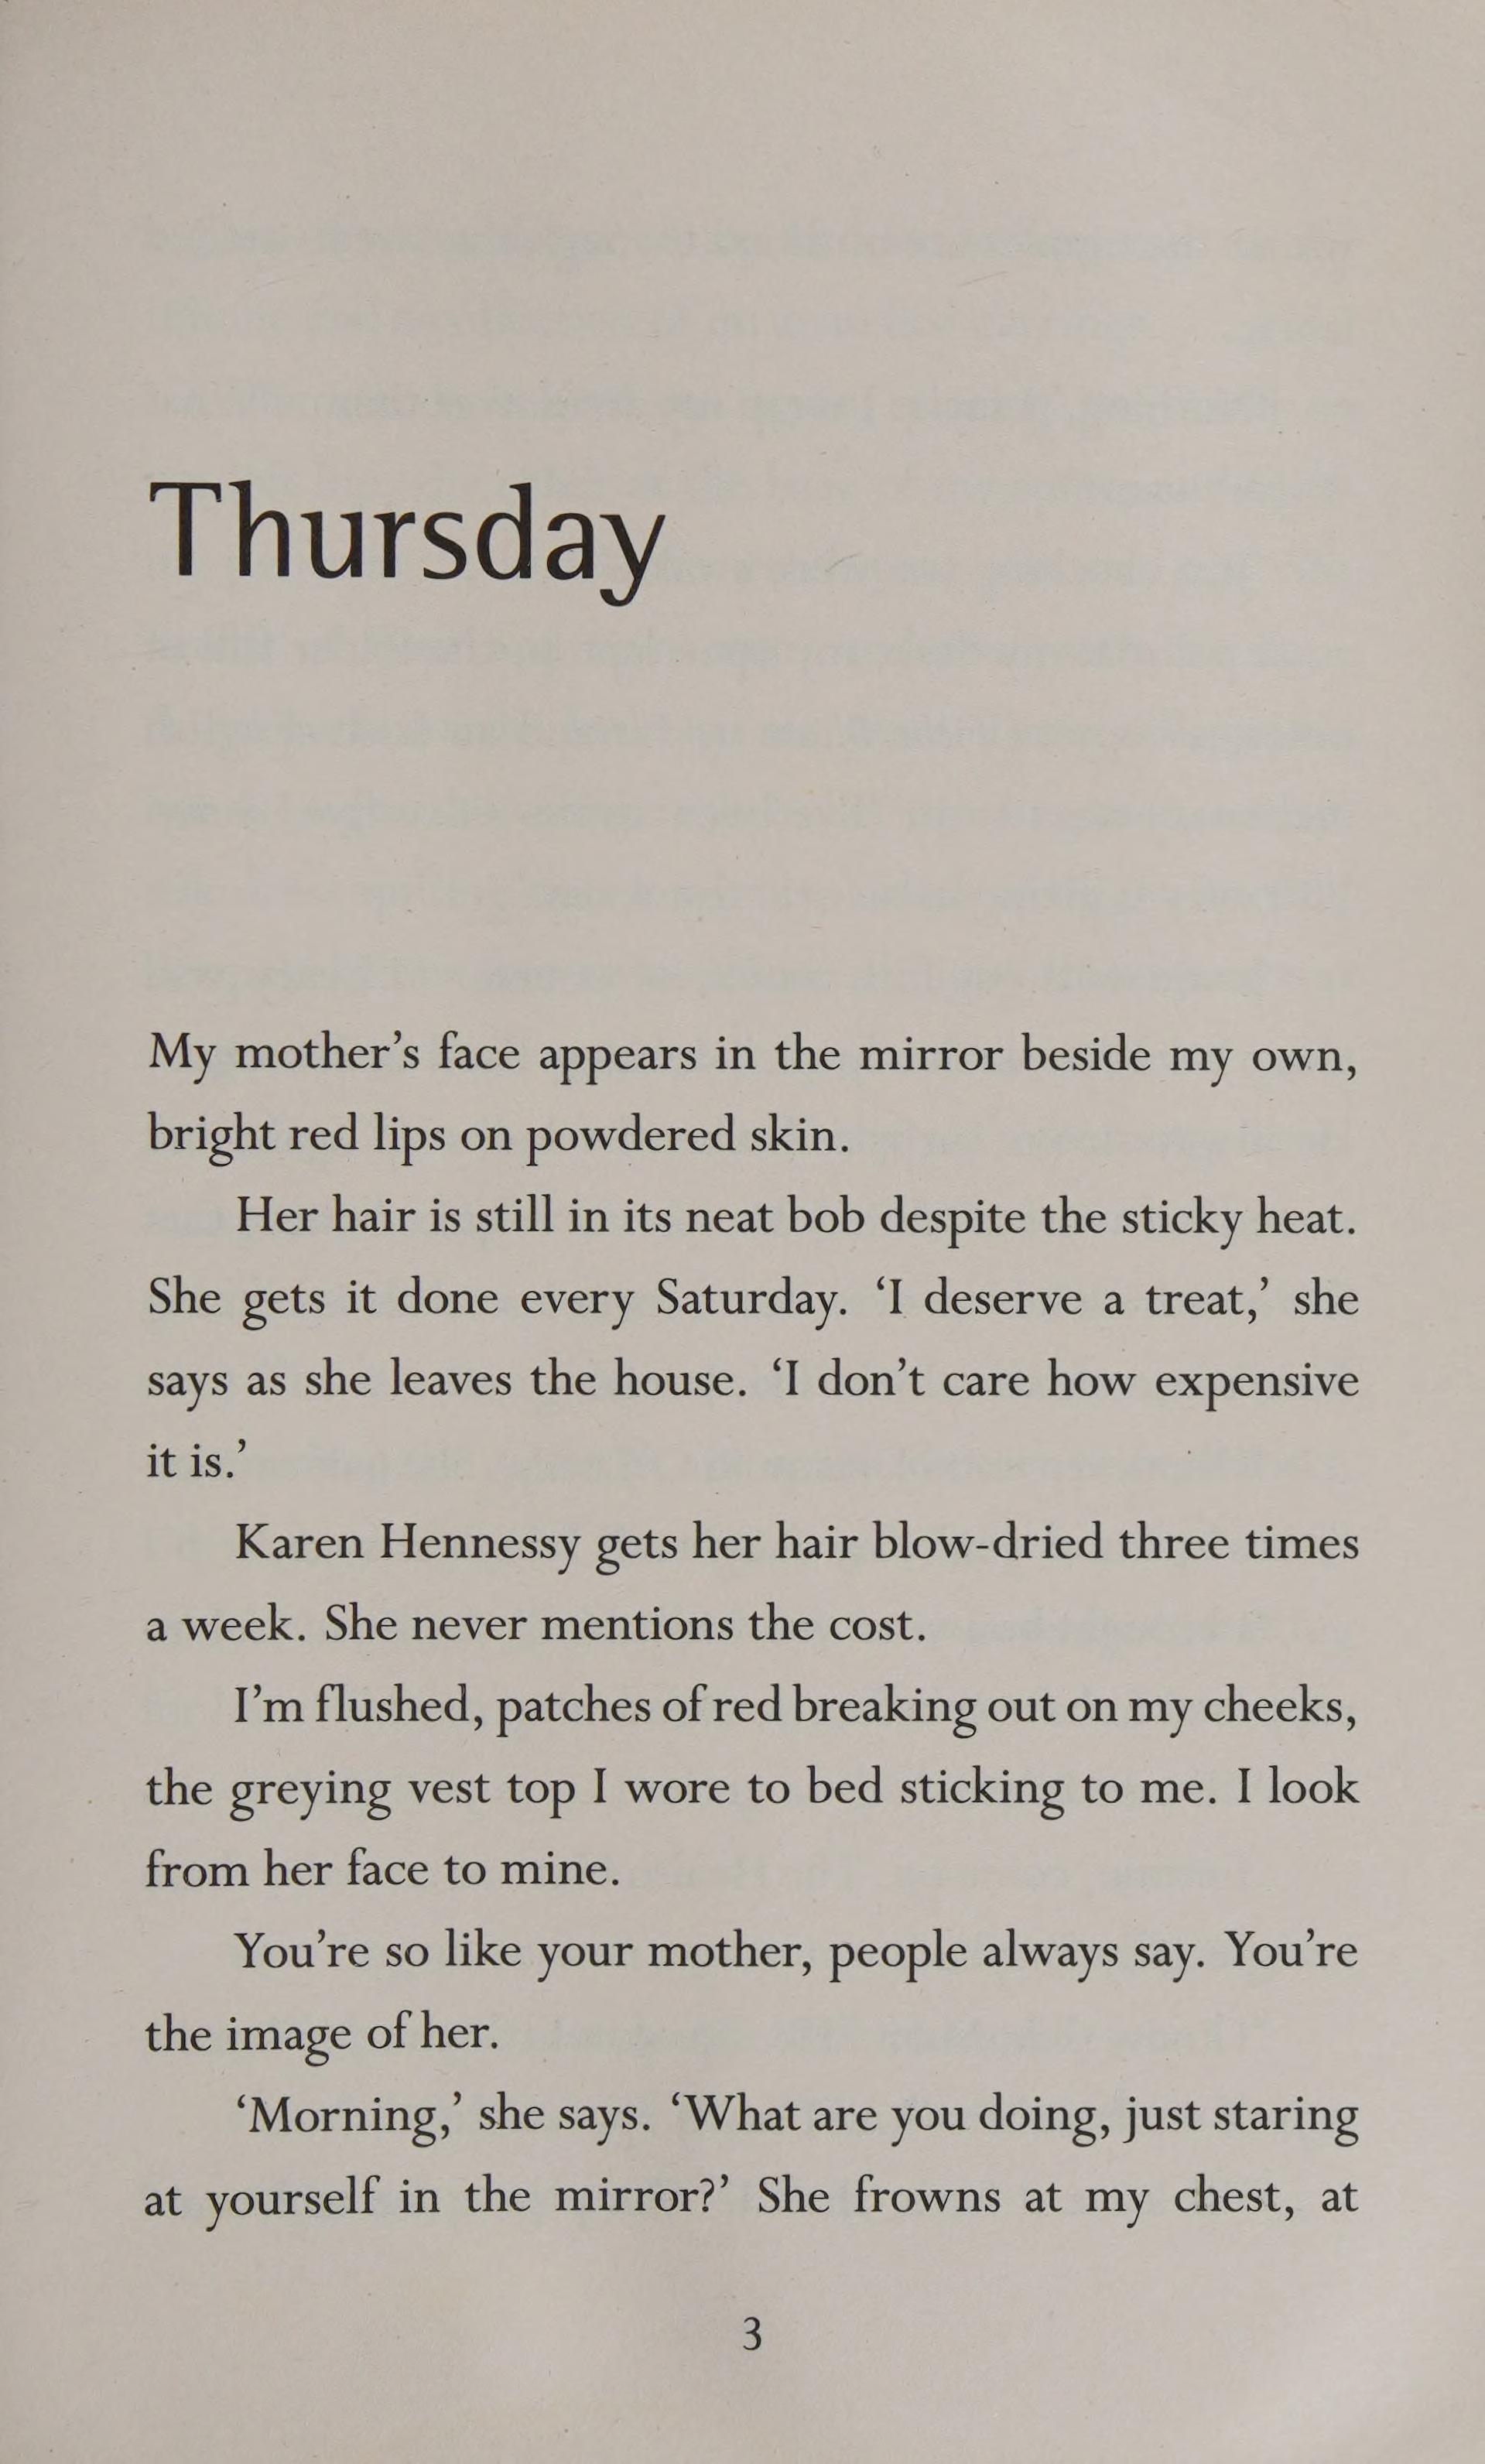 Thursday
My mother’s face appears in the mirror beside my own,
bright red lips on powdered skin.
Her hair is still in its neat bob despite the sticky heat.
She gets it done every Saturday. ‘I deserve a treat,’ she
says as she leaves the house. ‘I don’t care how expensive
it is.’
Karen Hennessy gets her hair blow-dried three times
a week. She never mentions the cost.
I’m flushed, patches of red breaking out on my cheeks,
the greying vest top I wore to bed sticking to me. I look
from her face to mine.
You’re so like your mother, people always say. You’re
the image of her.
‘Morning,’ she says. ‘What are you doing, just staring
at yourself in the mirror?’ She frowns at my chest, at
3